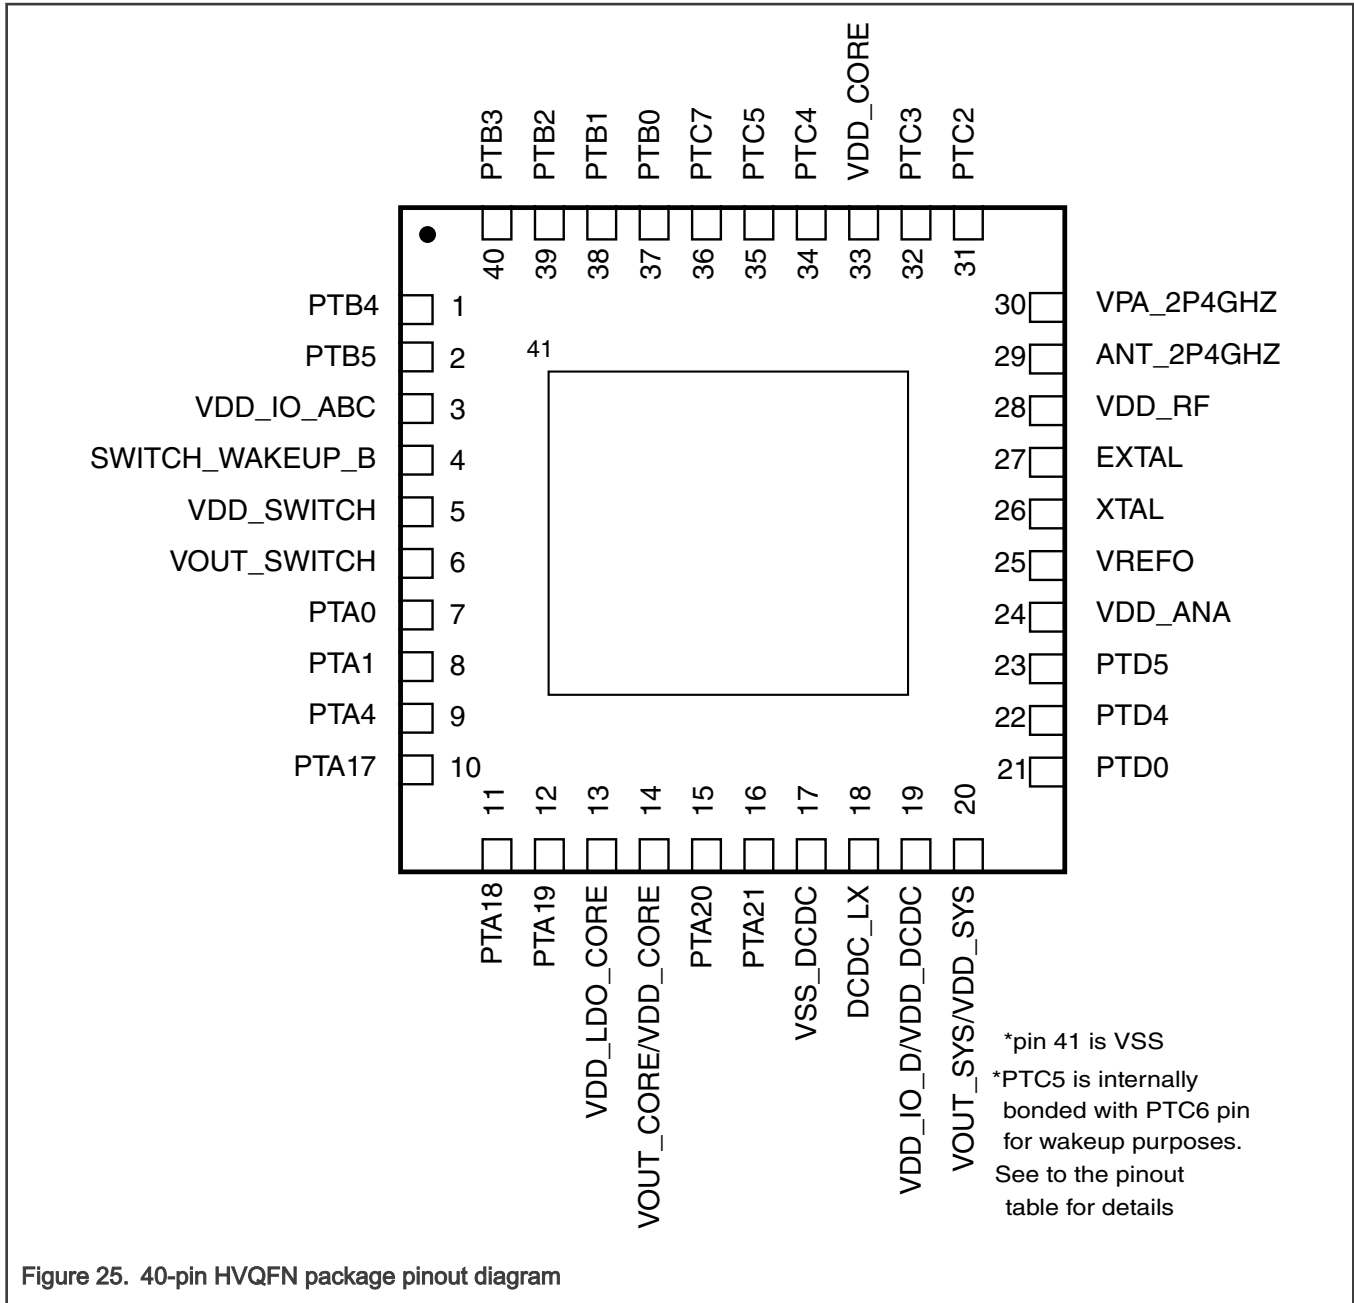 PTB3
PTB2
PTB1
PTB0
PTC7
PTC5
PTC4
VDD_CORE
PTC3
PTC2
40
39
38
37
36
35
34
33
32
31
PTB4 1
PTB5 2
VDD_IO_ABC 3
SWITCH_WAKEUP_B 4
VDD_SWITCH 5
VOUT_SWITCH 6
PTA0 7
PTA1 8
PTA4 9
PTA17 10
41
30 VPA_2P4GHZ
29 ANT_2P4GHZ
28 VDD_RF
27 EXTAL
26 XTAL
25 VREFO
24 VDD_ANA
23 PTD5
22 PTD4
21 PTD0
11
12
13
14
15
16
17
18
19
20
PTA18
PTA19
VDD_LDO_CORE
VOUT_CORE/VDD_CORE
PTA20
PTA21
VSS_DCDC
DCDC_LX
VDD_IO_D/VDD_DCDC
VOUT_SYS/VDD_SYS
*pin 41 is VSS
*PTC5 is internally
bonded with PTC6 pin
for wakeup purposes.
See to the pinout
table for details
Figure 25. 40-pin HVQFN package pinout diagram